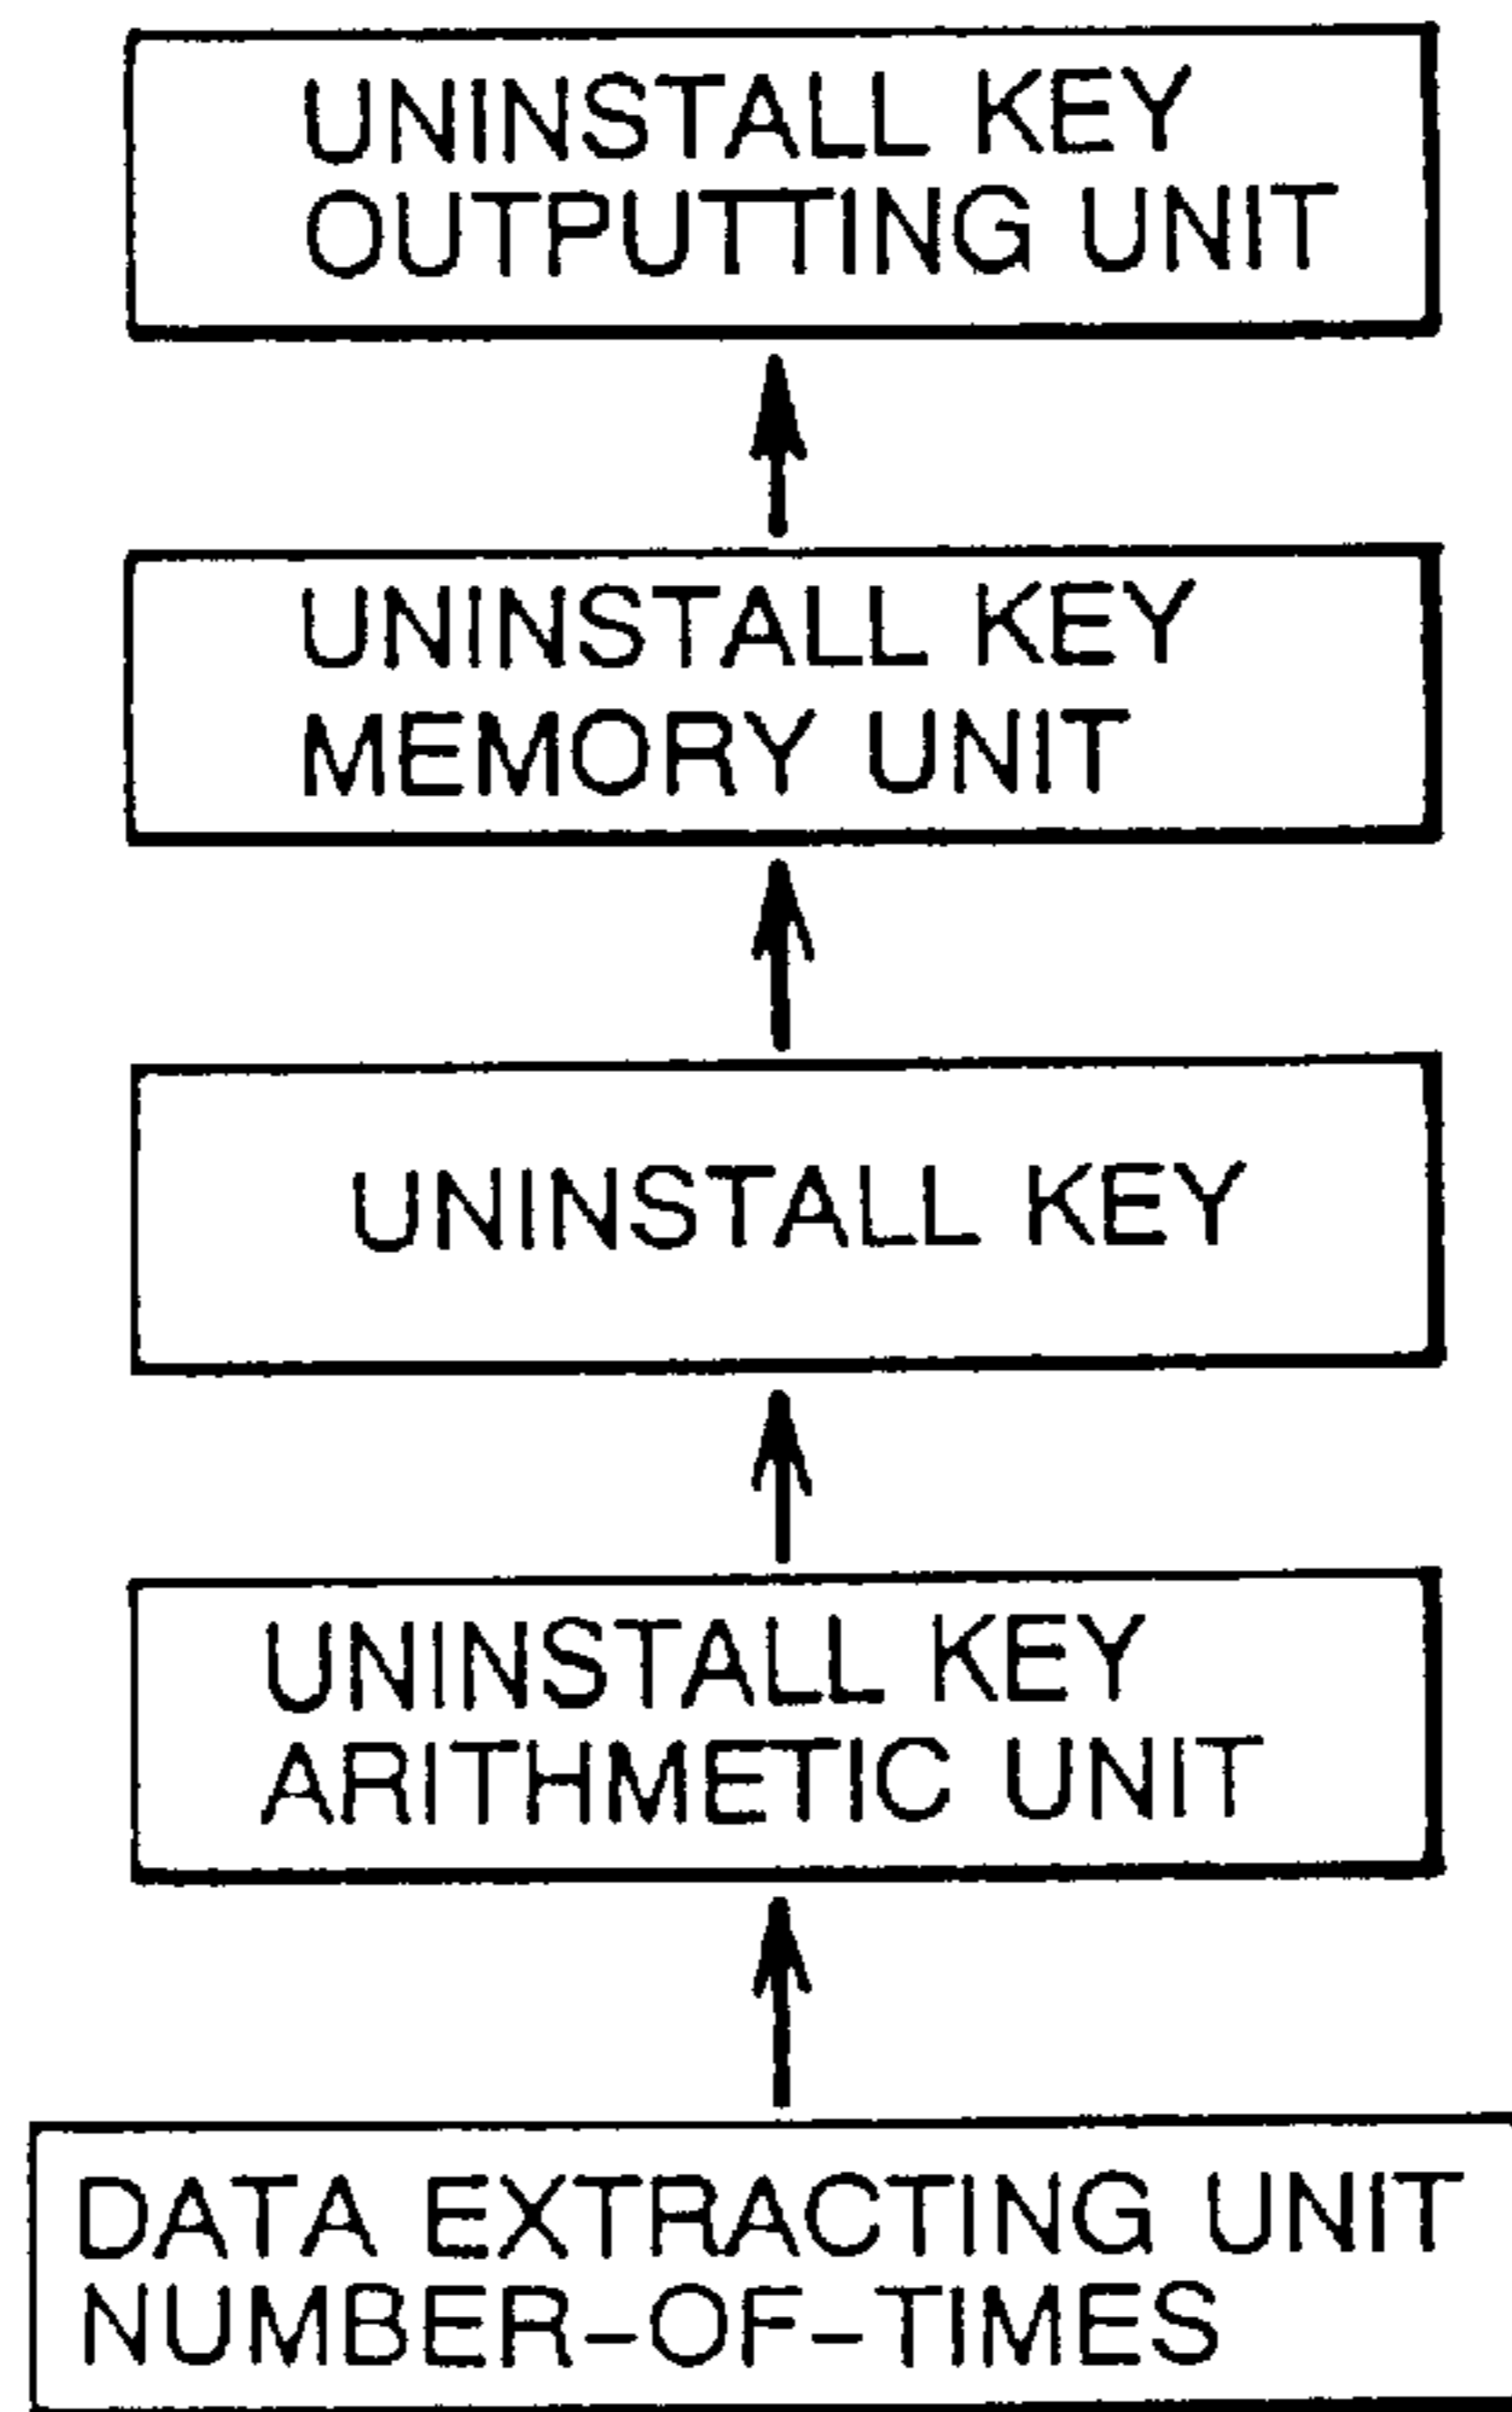 UNINSTALL KEY
OUTPUTTING UNIT
UNINSTALL KEY
MEMORY UNIT
UNINSTALL KEY
UNINSTALL KEY
ARITHMETIC UNIT
DATA EXTRACTING UNIT
NUMBER-OF-TIMES